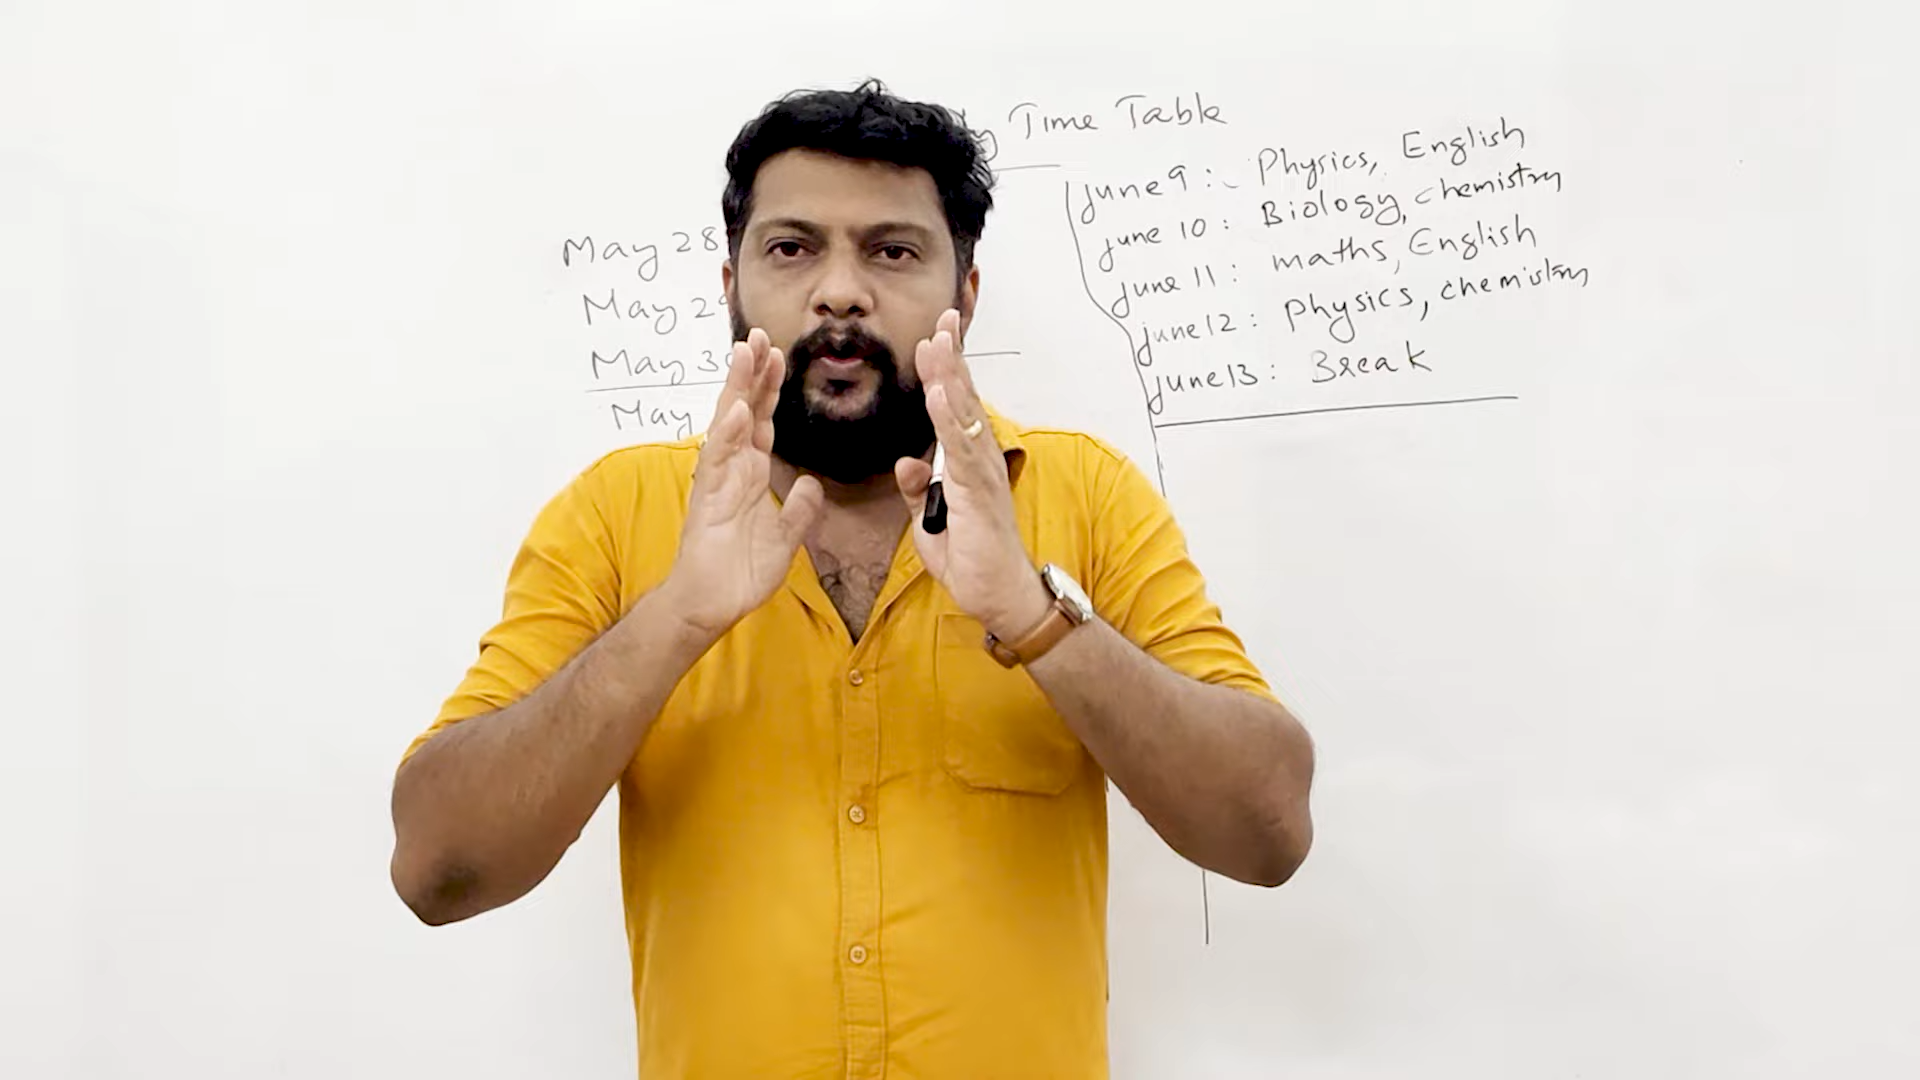 Time Table
May 28
May 2
May 3
May
June 9 :- Physics, English
june 10 : Biology, chemistry
june 11 : maths, English
june 12 : physics, chemistry
june 13 : Break